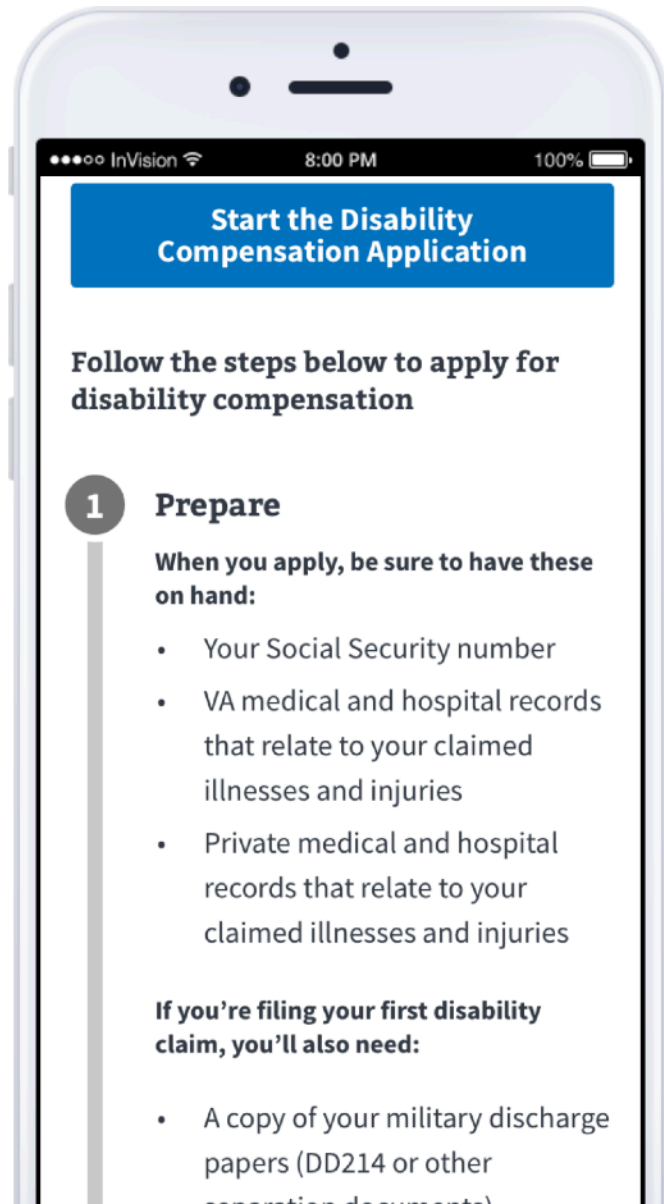 InVision 8:00 PM 100%
Start the Disability
Compensation Application
Follow the steps below to apply for
disability compensation
1 Prepare
When you apply, be sure to have these
on hand:
• Your Social Security number
• VA medical and hospital records
that relate to your claimed
illnesses and injuries
• Private medical and hospital
records that relate to your
claimed illnesses and injuries
If you’re filing your first disability
claim, you’ll also need:
• A copy of your military discharge
papers (DD214 or other
separation documents)